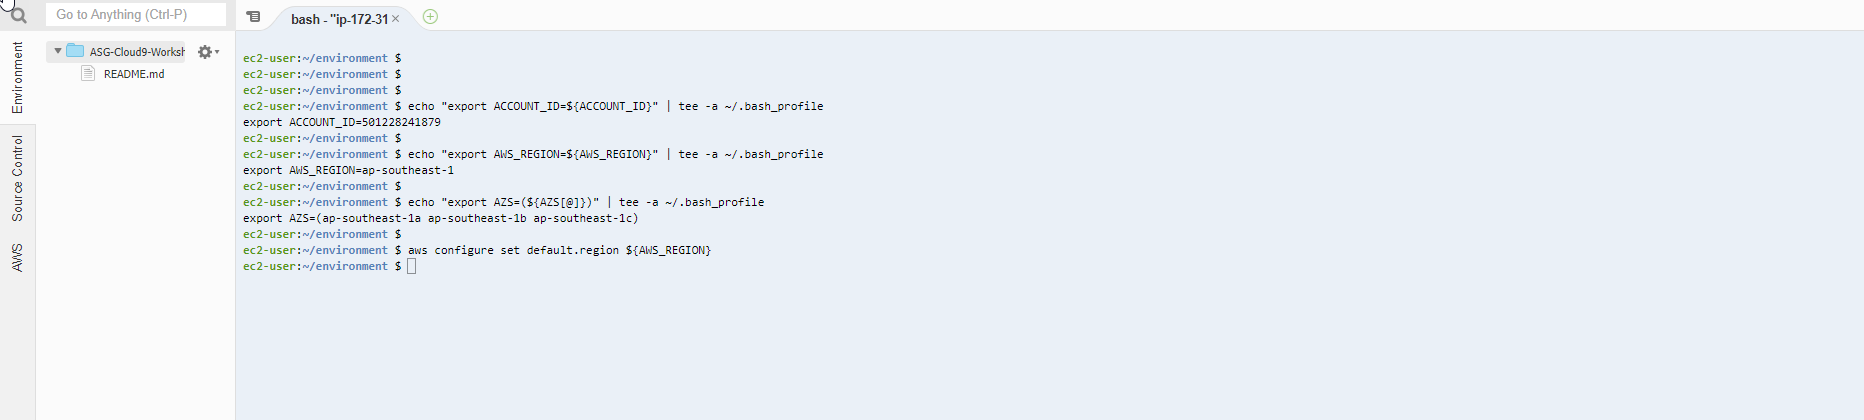 Go to Anything (Ctrl-P)
bash - "ip-172-31
Environment
Source Control
AWS
ASG-Cloud9-Worksh
README.md
ec2-user:~/environment $
ec2-user:~/environment $
ec2-user:~/environment $
ec2-user:~/environment $ echo "export ACCOUNT_ID=${ACCOUNT_ID}" | tee -a ~/.bash_profile
export ACCOUNT_ID=501228241879
ec2-user:~/environment $
ec2-user:~/environment $ echo "export AWS_REGION=${AWS_REGION}" | tee -a ~/.bash_profile
export AWS_REGION=ap-southeast-1
ec2-user:~/environment $
ec2-user:~/environment $ echo "export AZS=(${AZS[@]})" | tee -a ~/.bash_profile
export AZS=(ap-southeast-1a ap-southeast-1b ap-southeast-1c)
ec2-user:~/environment $
ec2-user:~/environment $ aws configure set default.region ${AWS_REGION}
ec2-user:~/environment $